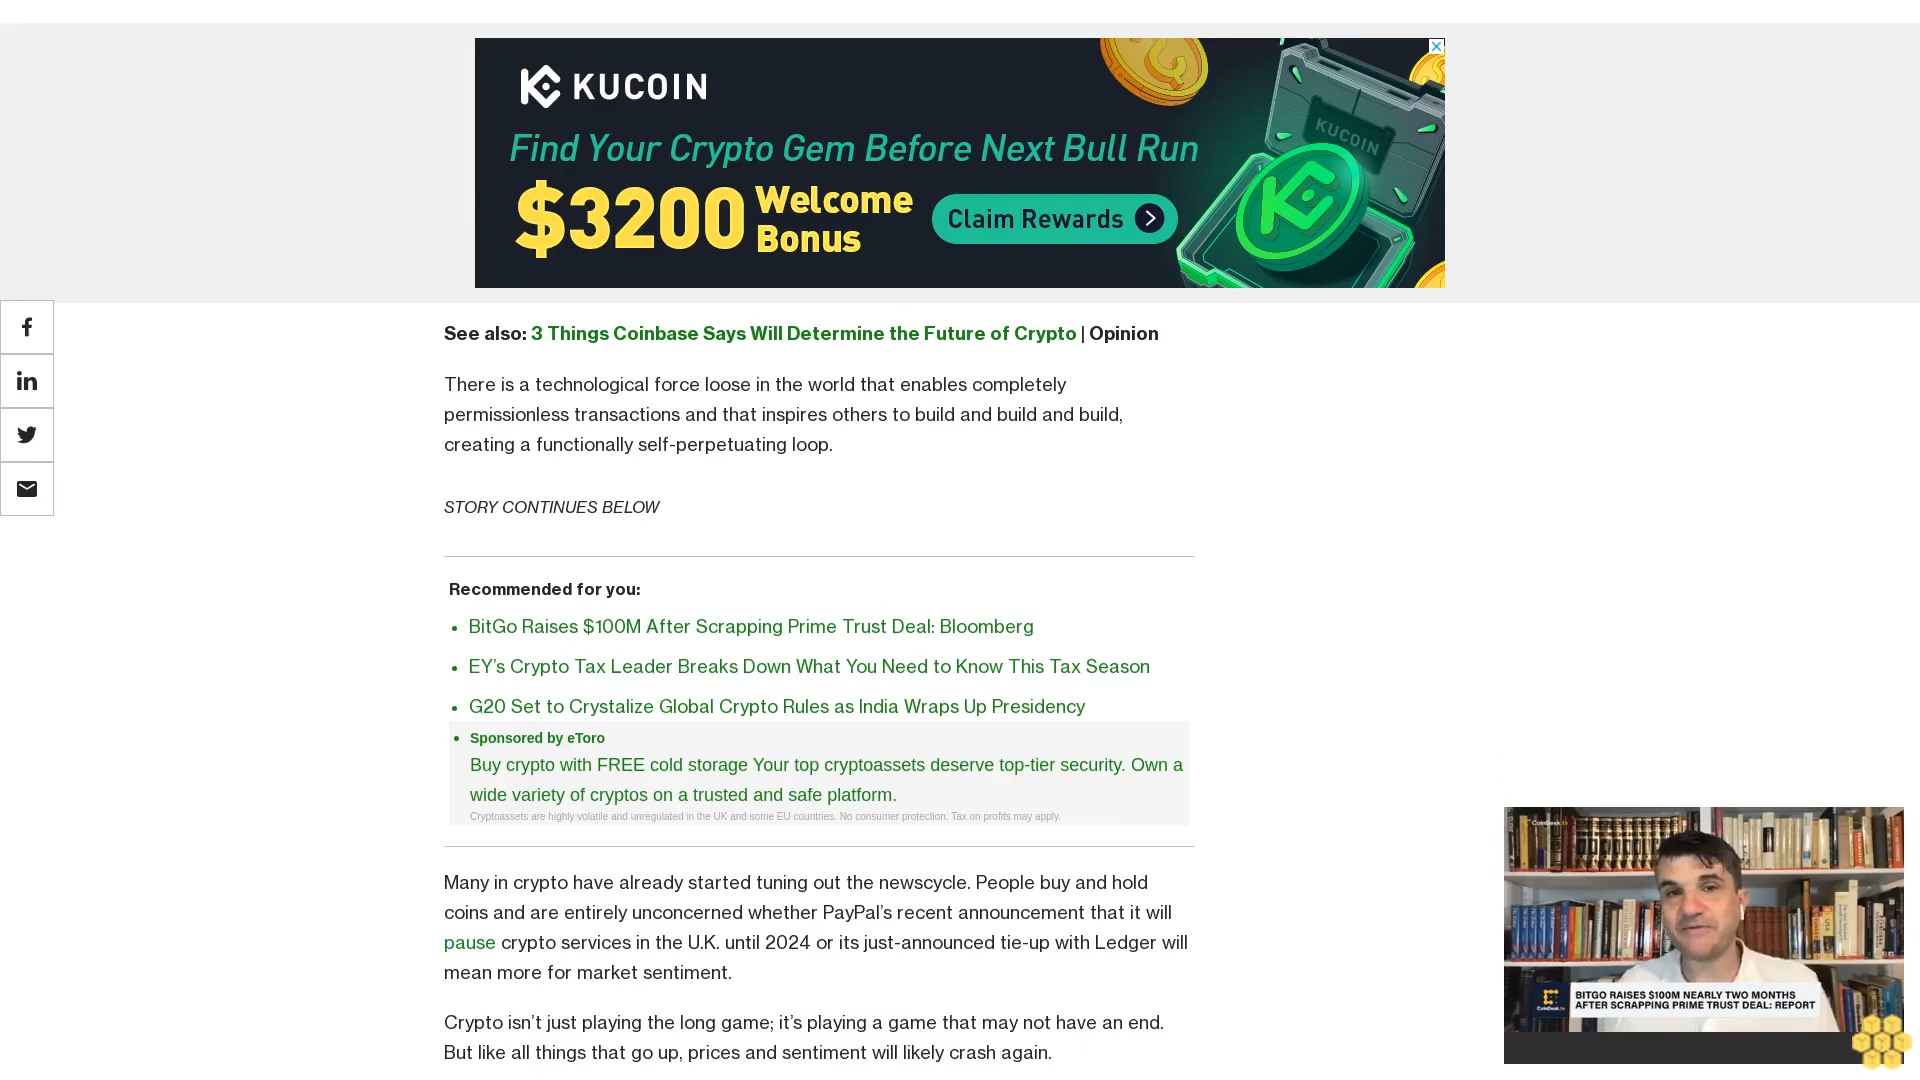 KUCOIN
Find Your Crypto Gem Before Next Bull Run
$3200 Welcome Bonus
Claim Rewards
KUCOIN
See also: 3 Things Coinbase Says Will Determine the Future of Crypto | Opinion
There is a technological force loose in the world that enables completely
permissionless transactions and that inspires others to build and build and build,
creating a functionally self-perpetuating loop.
STORY CONTINUES BELOW
Recommended for you:
• BitGo Raises $100M After Scrapping Prime Trust Deal: Bloomberg
• EY’s Crypto Tax Leader Breaks Down What You Need to Know This Tax Season
• G20 Set to Crystalize Global Crypto Rules as India Wraps Up Presidency
• Sponsored by eToro
Buy crypto with FREE cold storage Your top cryptoassets deserve top-tier security. Own a
wide variety of cryptos on a trusted and safe platform.
Cryptoassets are highly volatile and unregulated in the UK and some EU countries. No consumer protection. Tax on profits may apply.
Many in crypto have already started tuning out the newscycle. People buy and hold
coins and are entirely unconcerned whether PayPal’s recent announcement that it will
pause crypto services in the U.K. until 2024 or its just-announced tie-up with Ledger will
mean more for market sentiment.
Crypto isn’t just playing the long game; it’s playing a game that may not have an end.
But like all things that go up, prices and sentiment will likely crash again.
CoinDesk.tv
CoinDesk.tv
BITGO RAISES $100M NEARLY TWO MONTHS
AFTER SCRAPPING PRIME TRUST DEAL: REPORT